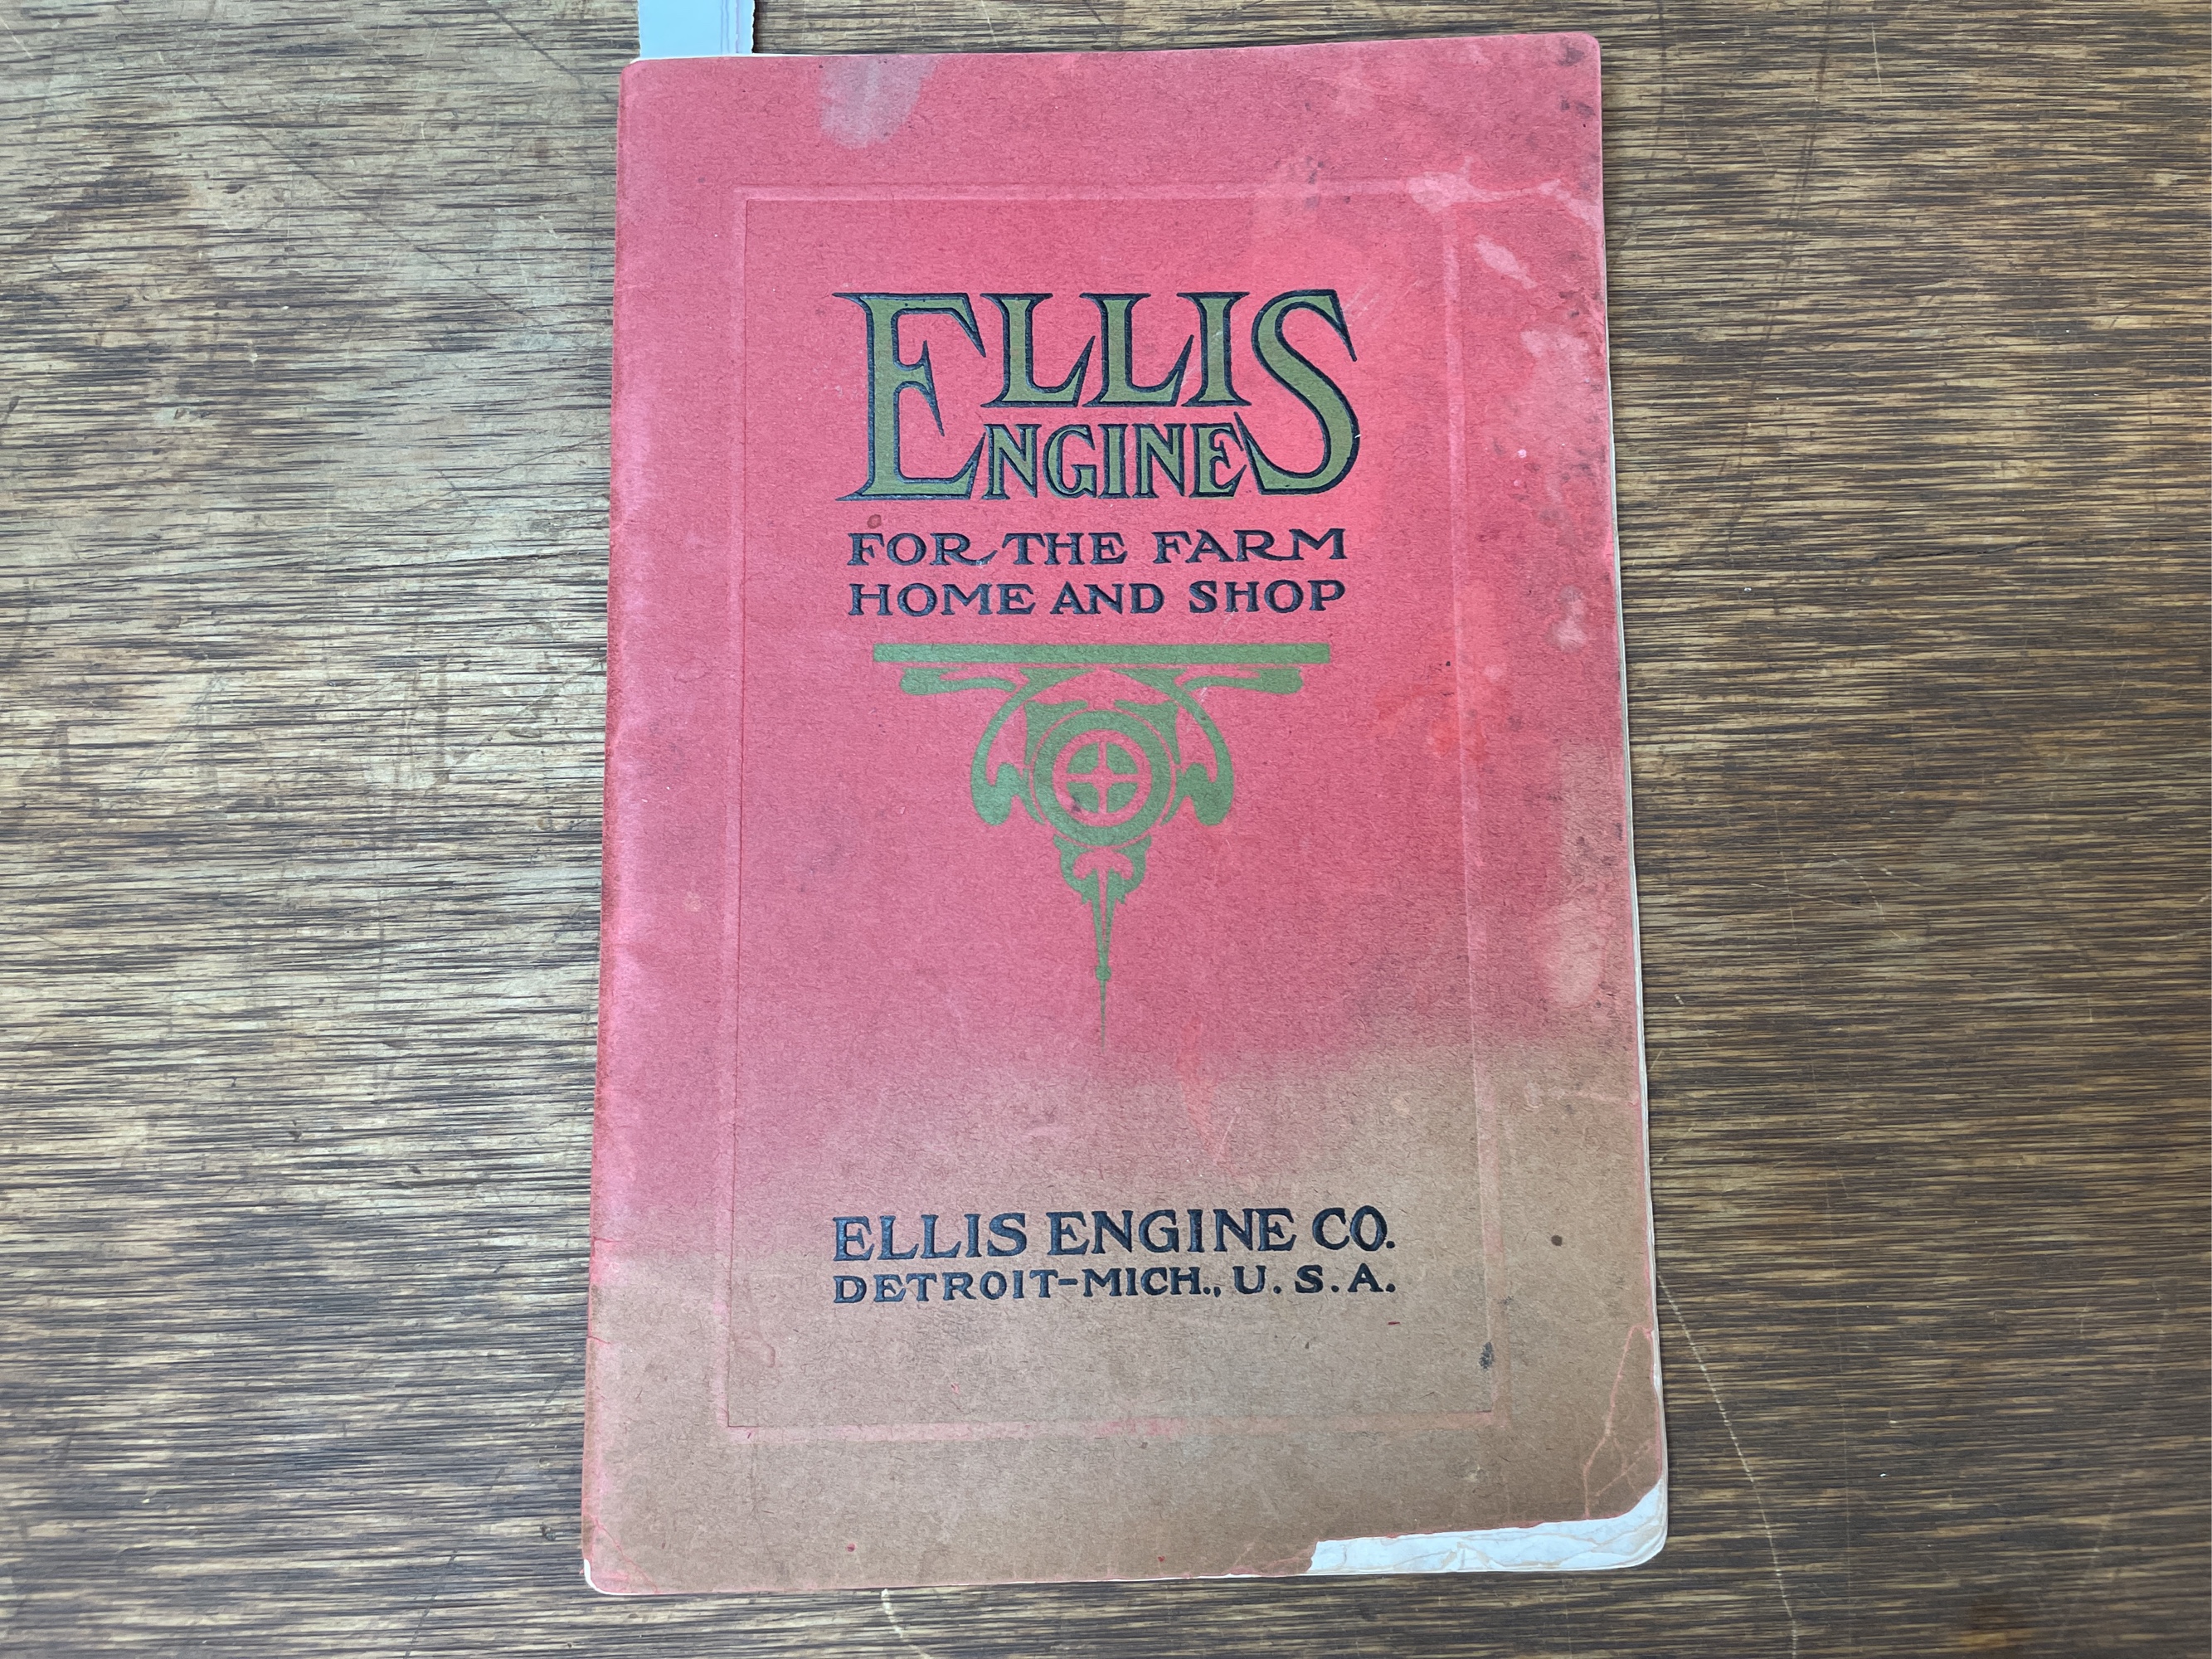 ELLIS
ENGINES
FOR THE FARM
HOME AND SHOP
ELLIS ENGINE CO.
DETROIT-MICH., U. S. A.